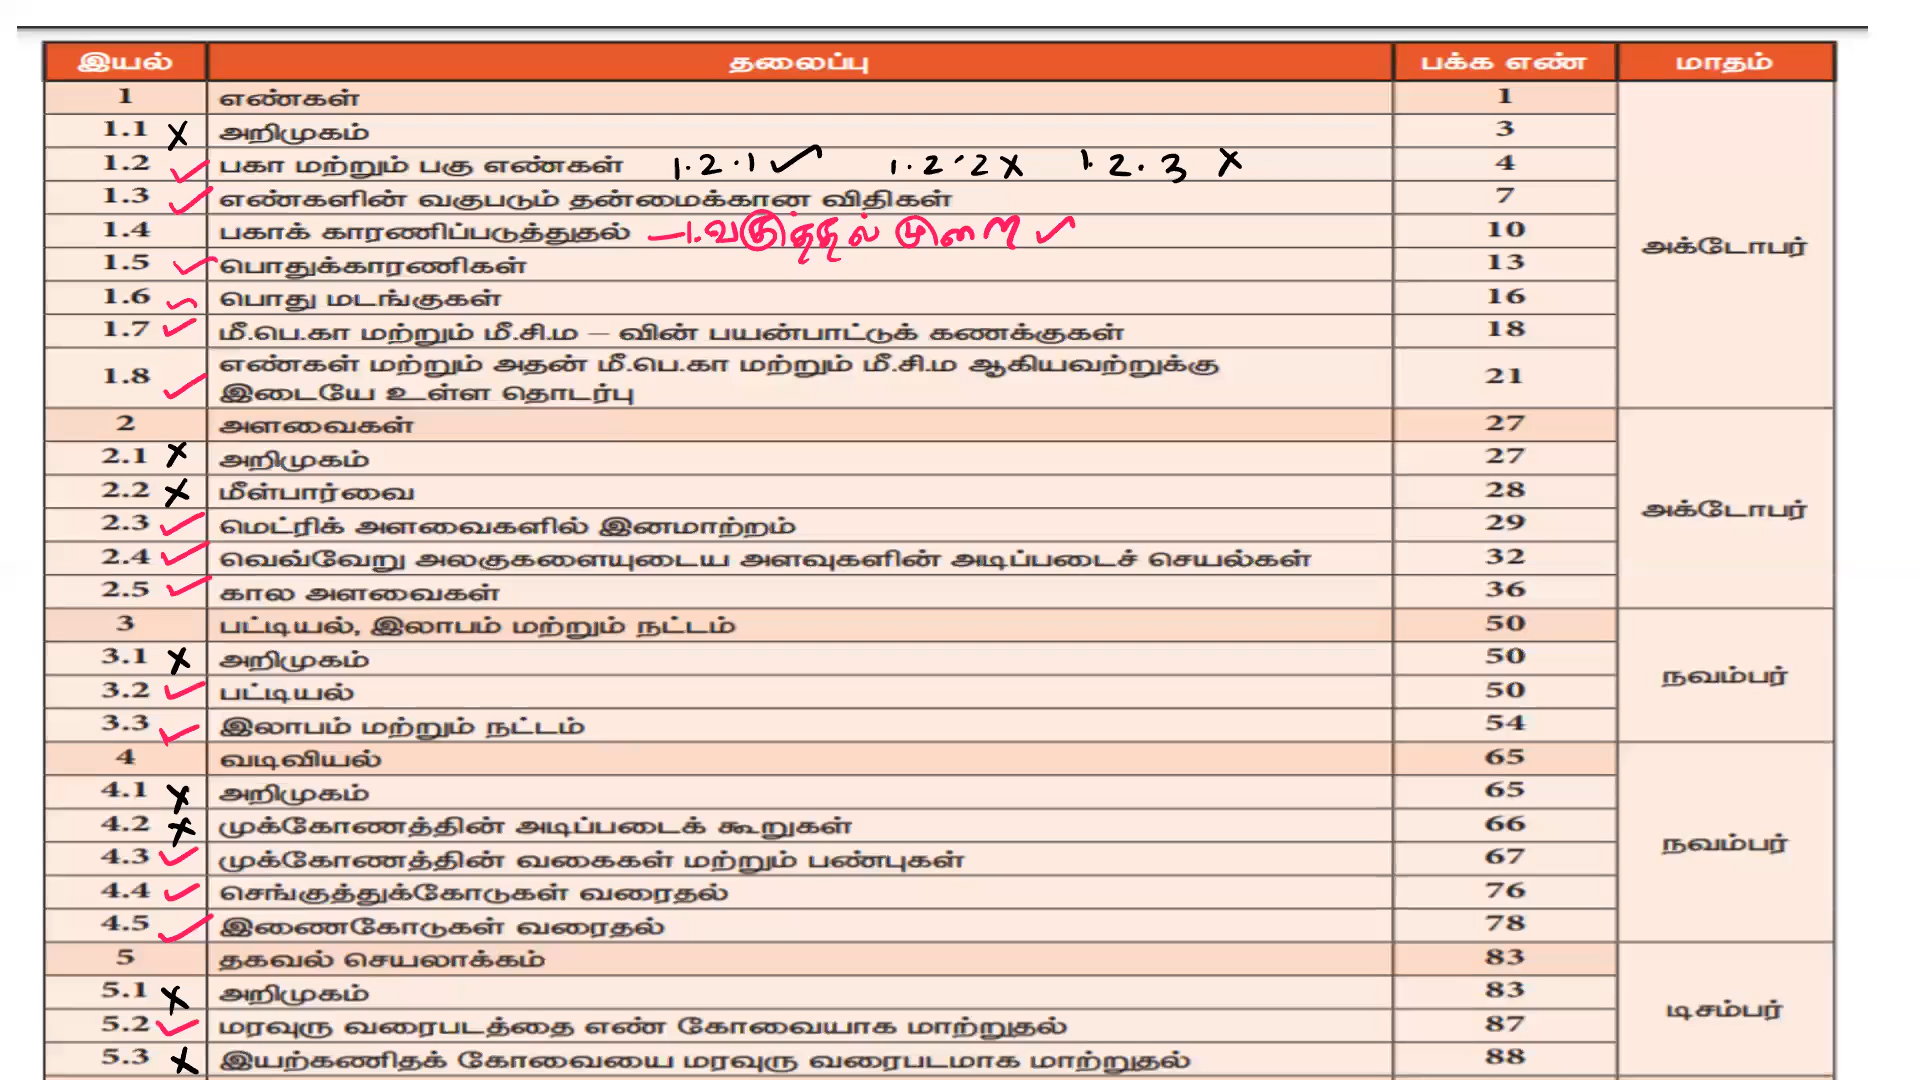 இயல் தலைப்பு பக்க எண் மாதம்
1 எண்கள் 1 அக்டோபர்
1.1 x அறிமுகம் 3
1.2 ✓ பகா மற்றும் பகு எண்கள் 1.2.1 ✓ 1.2.2 x 1.2.3 x 4
1.3 ✓ எண்களின் வகுபடும் தன்மைக்கான விதிகள் 7
1.4 பகாக் காரணிப்படுத்துதல் – 1. வகுத்தல் முறை ✓ 10
1.5 ✓ பொதுக்காரணிகள் 13
1.6 ✓ பொது மடங்குகள் 16
1.7 ✓ மீ.பெ.கா மற்றும் மீ.சி.ம – வின் பயன்பாட்டுக் கணக்குகள் 18
1.8 ✓ எண்கள் மற்றும் அதன் மீ.பெ.கா மற்றும் மீ.சி.ம ஆகியவற்றுக்கு 21
இடையே உள்ள தொடர்பு
2 அளவைகள் 27 அக்டோபர்
2.1 x அறிமுகம் 27
2.2 x மீள்பார்வை 28
2.3 ✓ மெட்ரிக் அளவைகளில் இனமாற்றம் 29
2.4 ✓ வெவ்வேறு அலகுகளையுடைய அளவுகளின் அடிப்படைச் செயல்கள் 32
2.5 ✓ கால அளவைகள் 36
3 பட்டியல், இலாபம் மற்றும் நட்டம் 50 நவம்பர்
3.1 x அறிமுகம் 50
3.2 ✓ பட்டியல் 50
3.3 ✓ இலாபம் மற்றும் நட்டம் 54
4 வடிவியல் 65 நவம்பர்
4.1 x அறிமுகம் 65
4.2 x முக்கோணத்தின் அடிப்படைக் கூறுகள் 66
4.3 ✓ முக்கோணத்தின் வகைகள் மற்றும் பண்புகள் 67
4.4 ✓ செங்குத்துக்கோடுகள் வரைதல் 76
4.5 ✓ இணைகோடுகள் வரைதல் 78
5 தகவல் செயலாக்கம் 83 டிசம்பர்
5.1 x அறிமுகம் 83
5.2 ✓ மரவுரு வரைபடத்தை எண் கோவையாக மாற்றுதல் 87
5.3 x இயற்கணிதக் கோவையை மரவுரு வரைபடமாக மாற்றுதல் 88